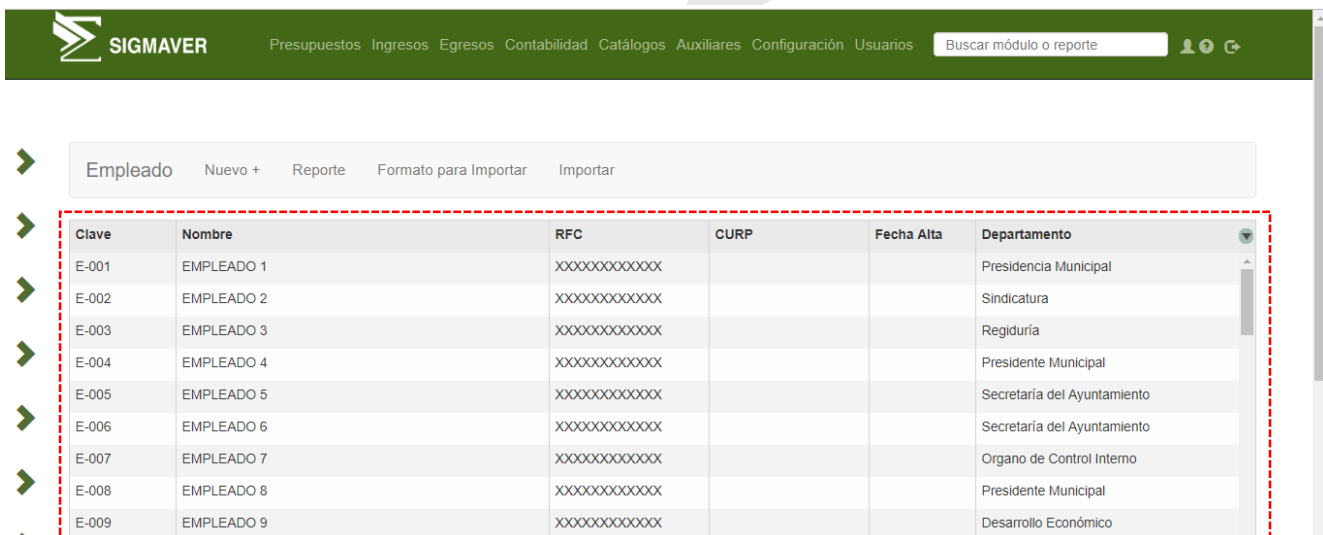 SIGMAVER Presupuestos Ingresos Egresos Contabilidad Catálogos Auxiliares Configuración Usuarios Buscar módulo o reporte
Empleado Nuevo + Reporte Formato para Importar Importar
Clave Nombre RFC CURP Fecha Alta Departamento
E-001 EMPLEADO 1 XXXXXXXXXXXX Presidencia Municipal
E-002 EMPLEADO 2 XXXXXXXXXXXX Sindicatura
E-003 EMPLEADO 3 XXXXXXXXXXXX Regiduría
E-004 EMPLEADO 4 XXXXXXXXXXXX Presidente Municipal
E-005 EMPLEADO 5 XXXXXXXXXXXX Secretaría del Ayuntamiento
E-006 EMPLEADO 6 XXXXXXXXXXXX Secretaría del Ayuntamiento
E-007 EMPLEADO 7 XXXXXXXXXXXX Organo de Control Interno
E-008 EMPLEADO 8 XXXXXXXXXXXX Presidente Municipal
E-009 EMPLEADO 9 XXXXXXXXXXXX Desarrollo Económico